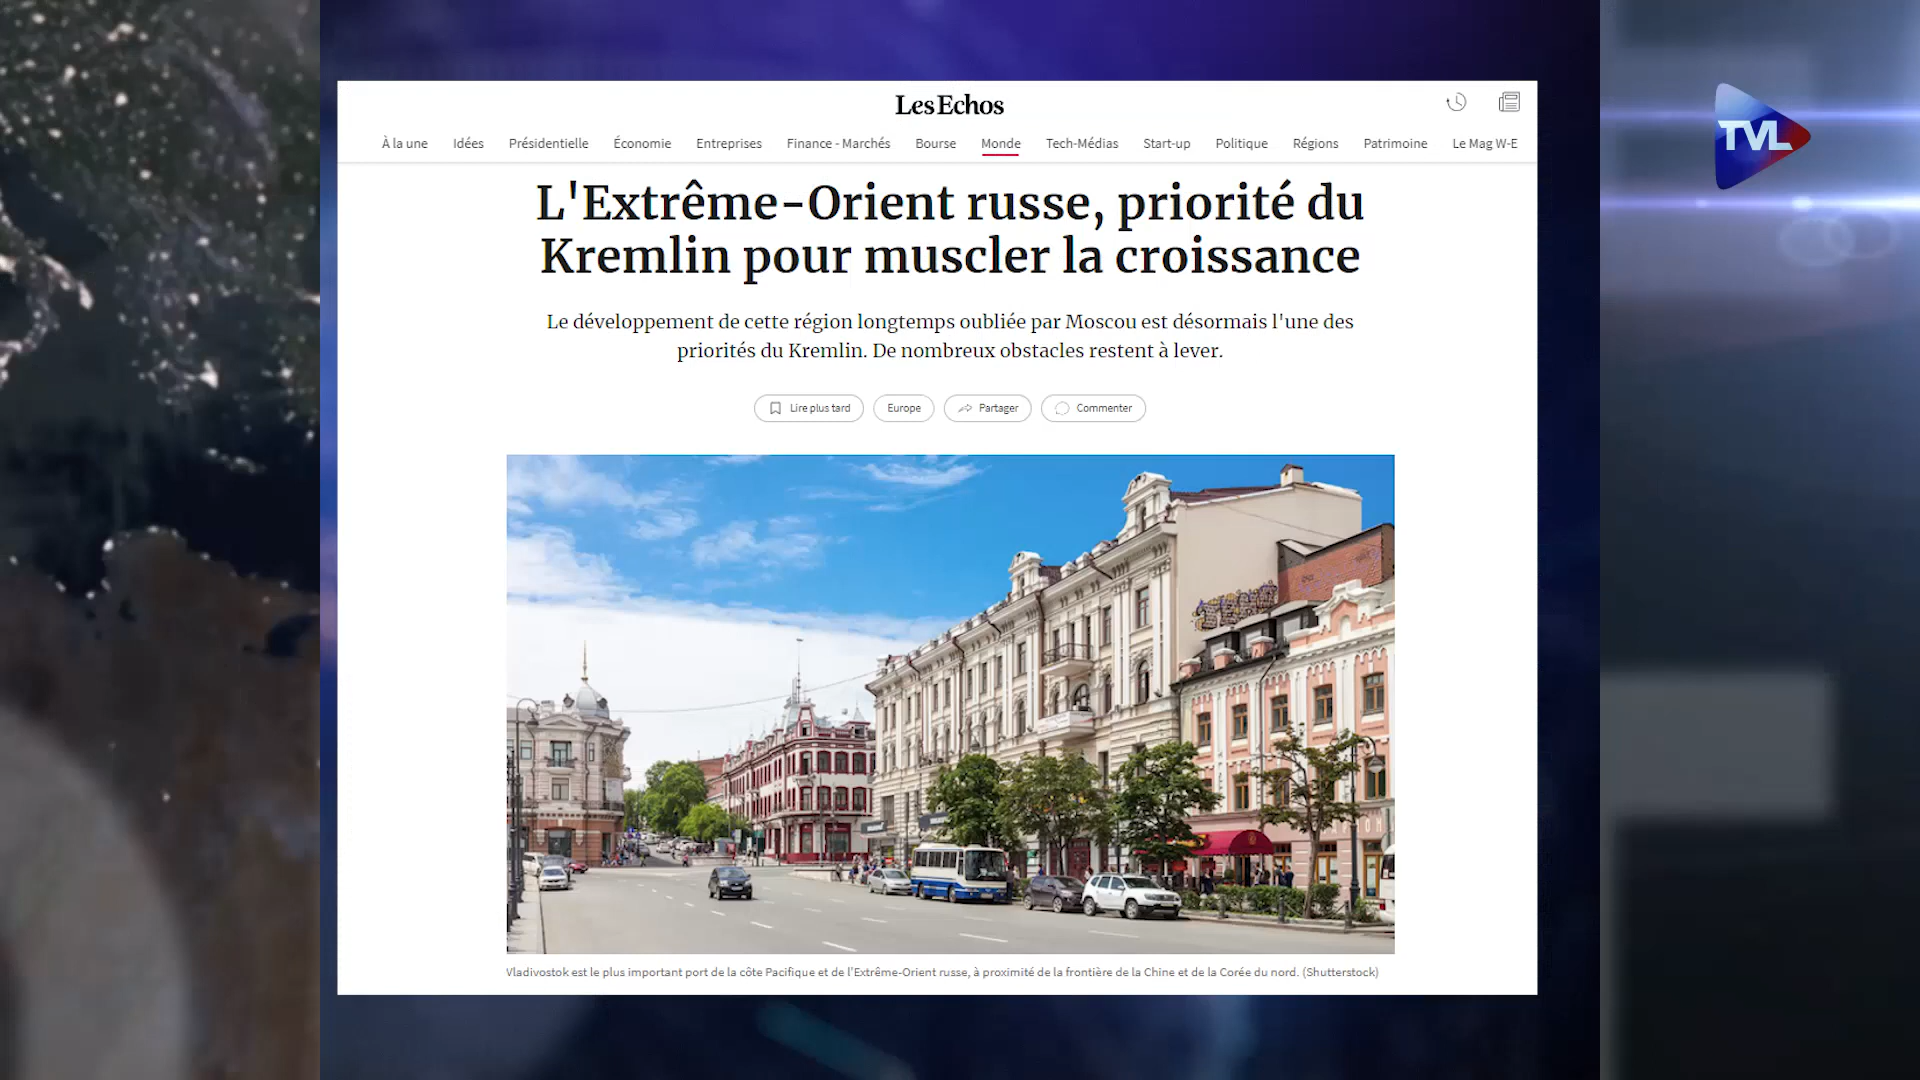 Les Echos
À la une Idées Présidentielle Économie Entreprises Finance - Marchés Bourse Monde Tech-Médias Start-up Politique Régions Patrimoine Le Mag W-E
L'Extrême-Orient russe, priorité du
Kremlin pour muscler la croissance
Le développement de cette région longtemps oubliée par Moscou est désormais l'une des
priorités du Kremlin. De nombreux obstacles restent à lever.
Lire plus tard Europe Partager Commenter
Vladivostok est le plus important port de la côte Pacifique et de l'Extrême-Orient russe, à proximité de la frontière de la Chine et de la Corée du nord. (Shutterstock)
TVL